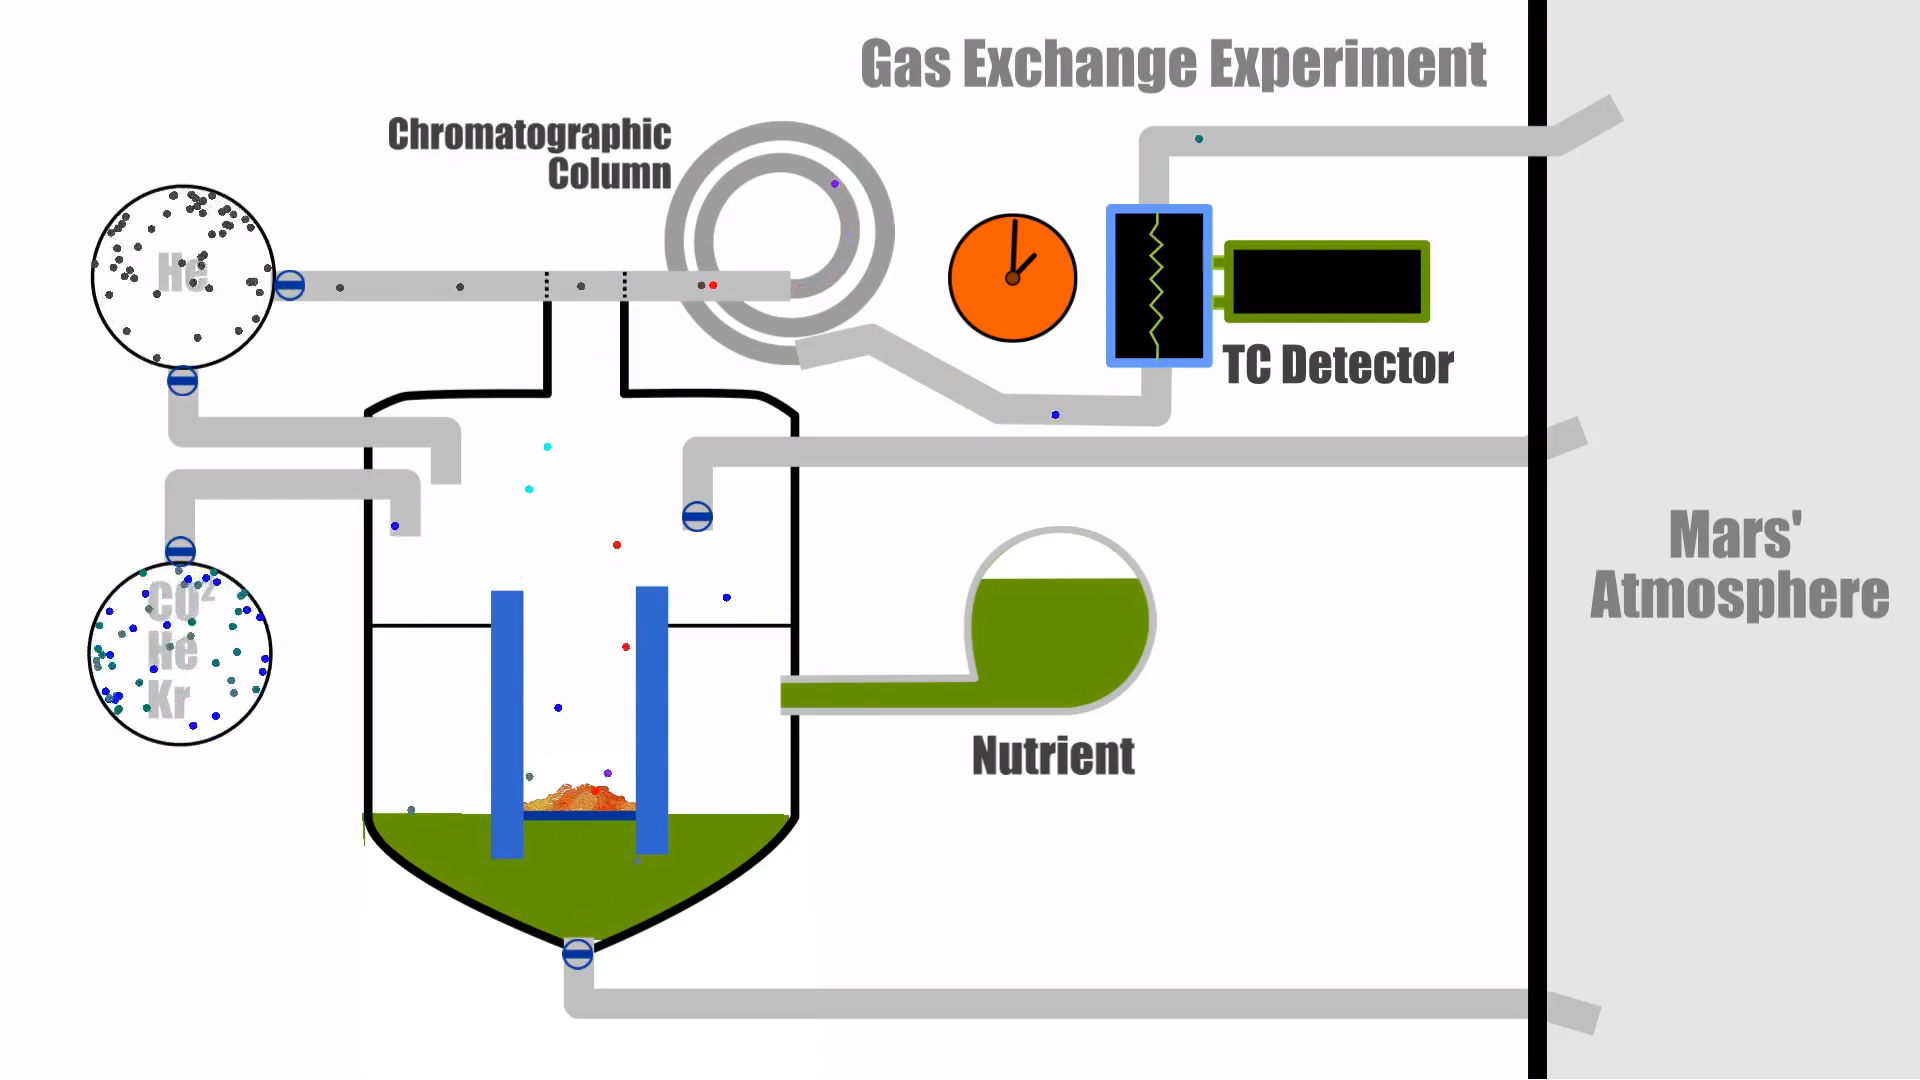 Gas Exchange Experiment
Chromatographic
Column
He
TC Detector
CO²
He
Kr
Nutrient
Mars'
Atmosphere